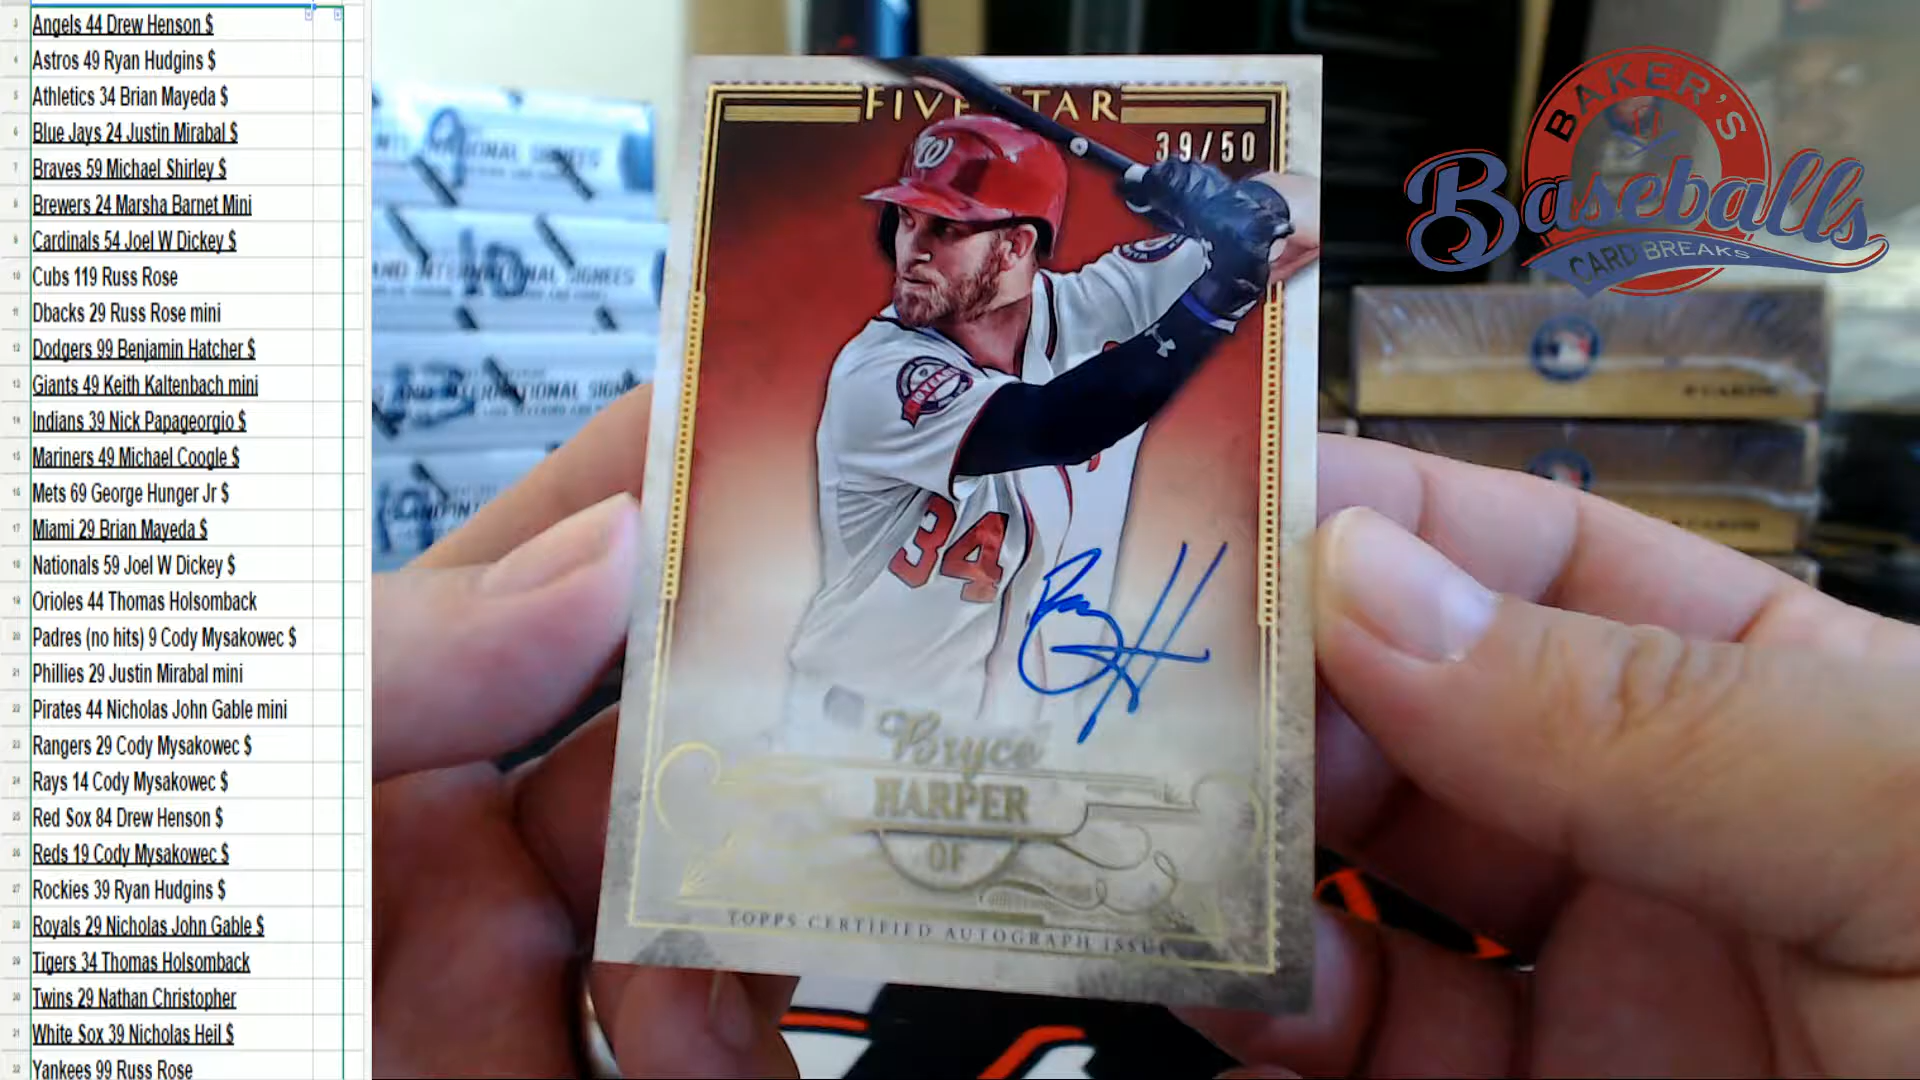 Angels 44 Drew Henson $
Astros 49 Ryan Hudgins $
Athletics 34 Brian Mayeda $
Blue Jays 24 Justin Mirabal $
Braves 59 Michael Shirley $
Brewers 24 Marsha Barnet Mini
Cardinals 54 Joel W Dickey $
Cubs 119 Russ Rose
Dbacks 29 Russ Rose mini
Dodgers 99 Benjamin Hatcher $
Giants 49 Keith Kaltenbach mini
Indians 39 Nick Papageorgio $
Mariners 49 Michael Coogle $
Mets 69 George Hunger Jr $
Miami 29 Brian Mayeda $
Nationals 59 Joel W Dickey $
Orioles 44 Thomas Holsomback
Padres (no hits) 9 Cody Mysakowec $
Phillies 29 Justin Mirabal mini
Pirates 44 Nicholas John Gable mini
Rangers 29 Cody Mysakowec $
Rays 14 Cody Mysakowec $
Red Sox 84 Drew Henson $
Reds 19 Cody Mysakowec $
Rockies 39 Ryan Hudgins $
Royals 29 Nicholas John Gable $
Tigers 34 Thomas Holsomback
Twins 29 Nathan Christopher
White Sox 39 Nicholas Heil $
Yankees 99 Russ Rose
FIVE STAR
39/50
W
34
Bryce
HARPER
OF
TOPPS CERTIFIED AUTOGRAPH ISSUE
BAKER'S
Baseballs
CARD BREAKS